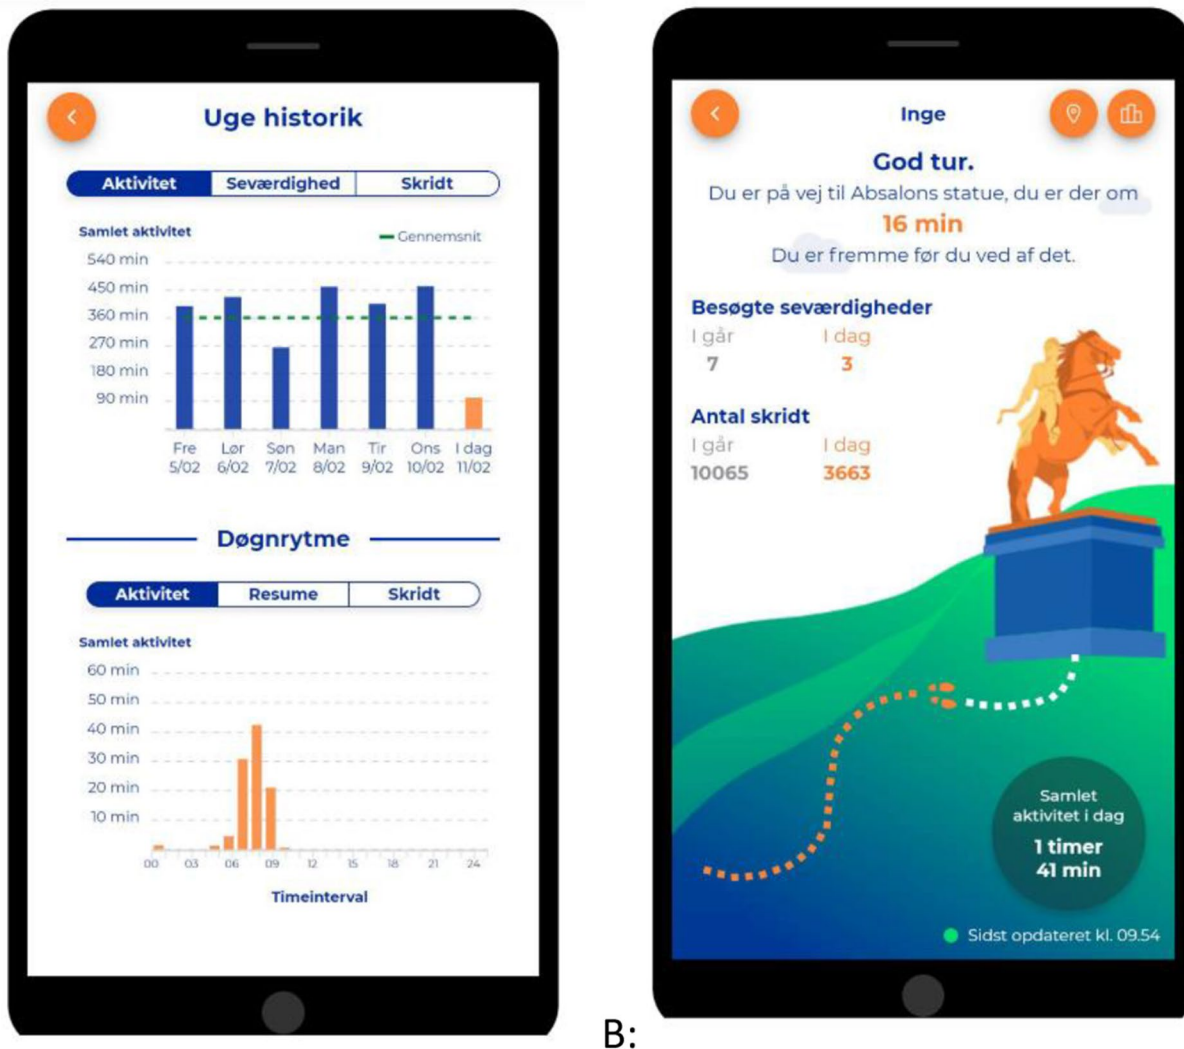 Uge historik
Aktivitet Seværdighed Skridt
Samlet aktivitet
Gennemsnit
540 min
450 min
360 min
270 min
180 min
90 min
Fre Lør Søn Man Tir Ons I dag
5/02 6/02 7/02 8/02 9/02 10/02 11/02
Døgnrytme
Aktivitet Resume Skridt
Samlet aktivitet
60 min
50 min
40 min
30 min
20 min
10 min
00 03 06 09 12 15 18 21 24
Timeinterval
B:
Inge
God tur.
Du er på vej til Absalons statue, du er der om
16 min
Du er fremme før du ved af det.
Besøgte seværdigheder
I går I dag
7 3
Antal skridt
I går I dag
10065 3663
Samlet
aktivitet i dag
1 timer
41 min
Sidst opdateret kl. 09.54